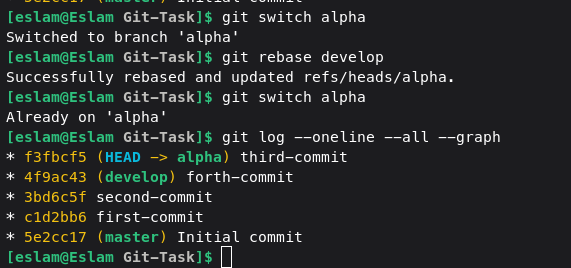 * 5e2cc17 (master) Initial commit
[eslam@Eslam Git-Task]$ git switch alpha
Switched to branch 'alpha'
[eslam@Eslam Git-Task]$ git rebase develop
Successfully rebased and updated refs/heads/alpha.
[eslam@Eslam Git-Task]$ git switch alpha
Already on 'alpha'
[eslam@Eslam Git-Task]$ git log --oneline --all --graph
* f3fbcf5 (HEAD -> alpha) third-commit
* 4f9ac43 (develop) forth-commit
* 3bd6c5f second-commit
* c1d2bb6 first-commit
* 5e2cc17 (master) Initial commit
[eslam@Eslam Git-Task]$